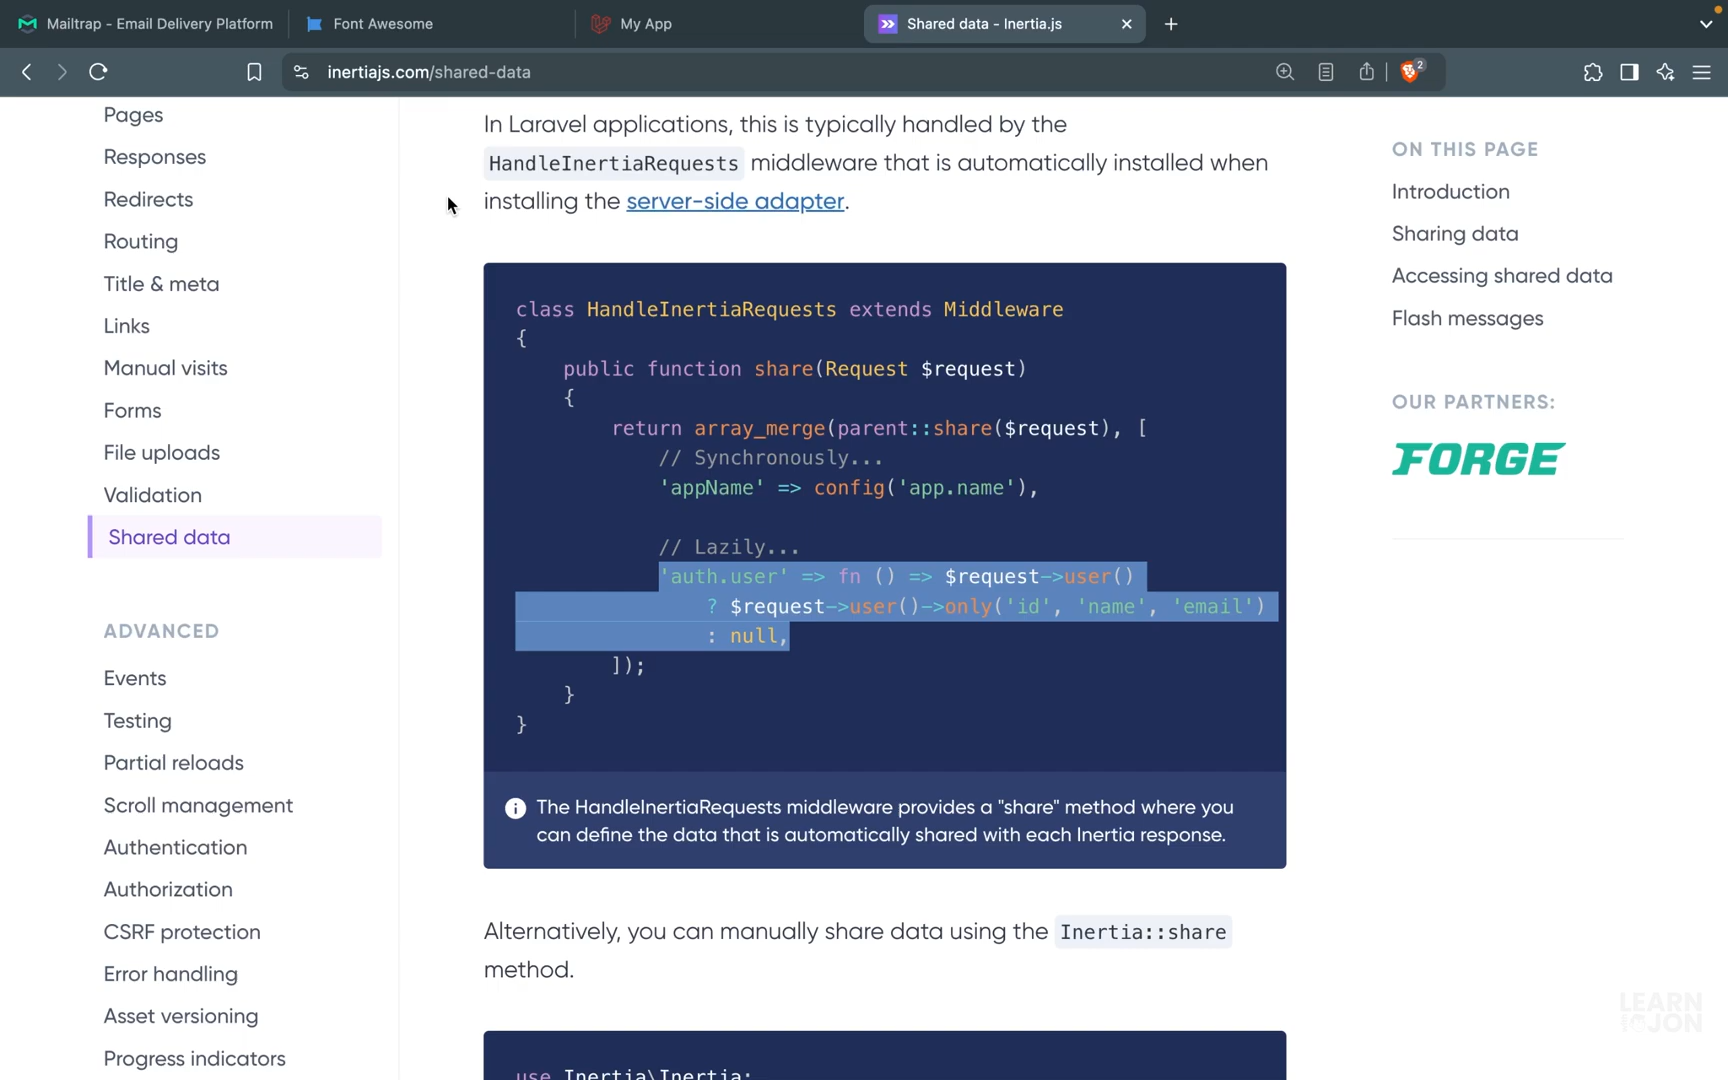 Mailtrap - Email Delivery Platform
Font Awesome
My App
Shared data - Inertia.js
inertiajs.com/shared-data
2
Pages
Responses
Redirects
Routing
Title & meta
Links
Manual visits
Forms
File uploads
Validation
Shared data
ADVANCED
Events
Testing
Partial reloads
Scroll management
Authentication
Authorization
CSRF protection
Error handling
Asset versioning
Progress indicators
In Laravel applications, this is typically handled by the
HandleInertiaRequests middleware that is automatically installed when
installing the server-side adapter.
class HandleInertiaRequests extends Middleware
{
public function share(Request $request)
{
return array_merge(parent::share($request), [
// Synchronously...
'appName' => config('app.name'),
// Lazily...
'auth.user' => fn () => $request->user()
? $request->user()->only('id', 'name', 'email')
: null,
]);
}
}
The HandleInertiaRequests middleware provides a "share" method where you
can define the data that is automatically shared with each Inertia response.
Alternatively, you can manually share data using the Inertia::share
method.
use Inertia\Inertia;
ON THIS PAGE
Introduction
Sharing data
Accessing shared data
Flash messages
OUR PARTNERS:
FORGE
LEARN
JON